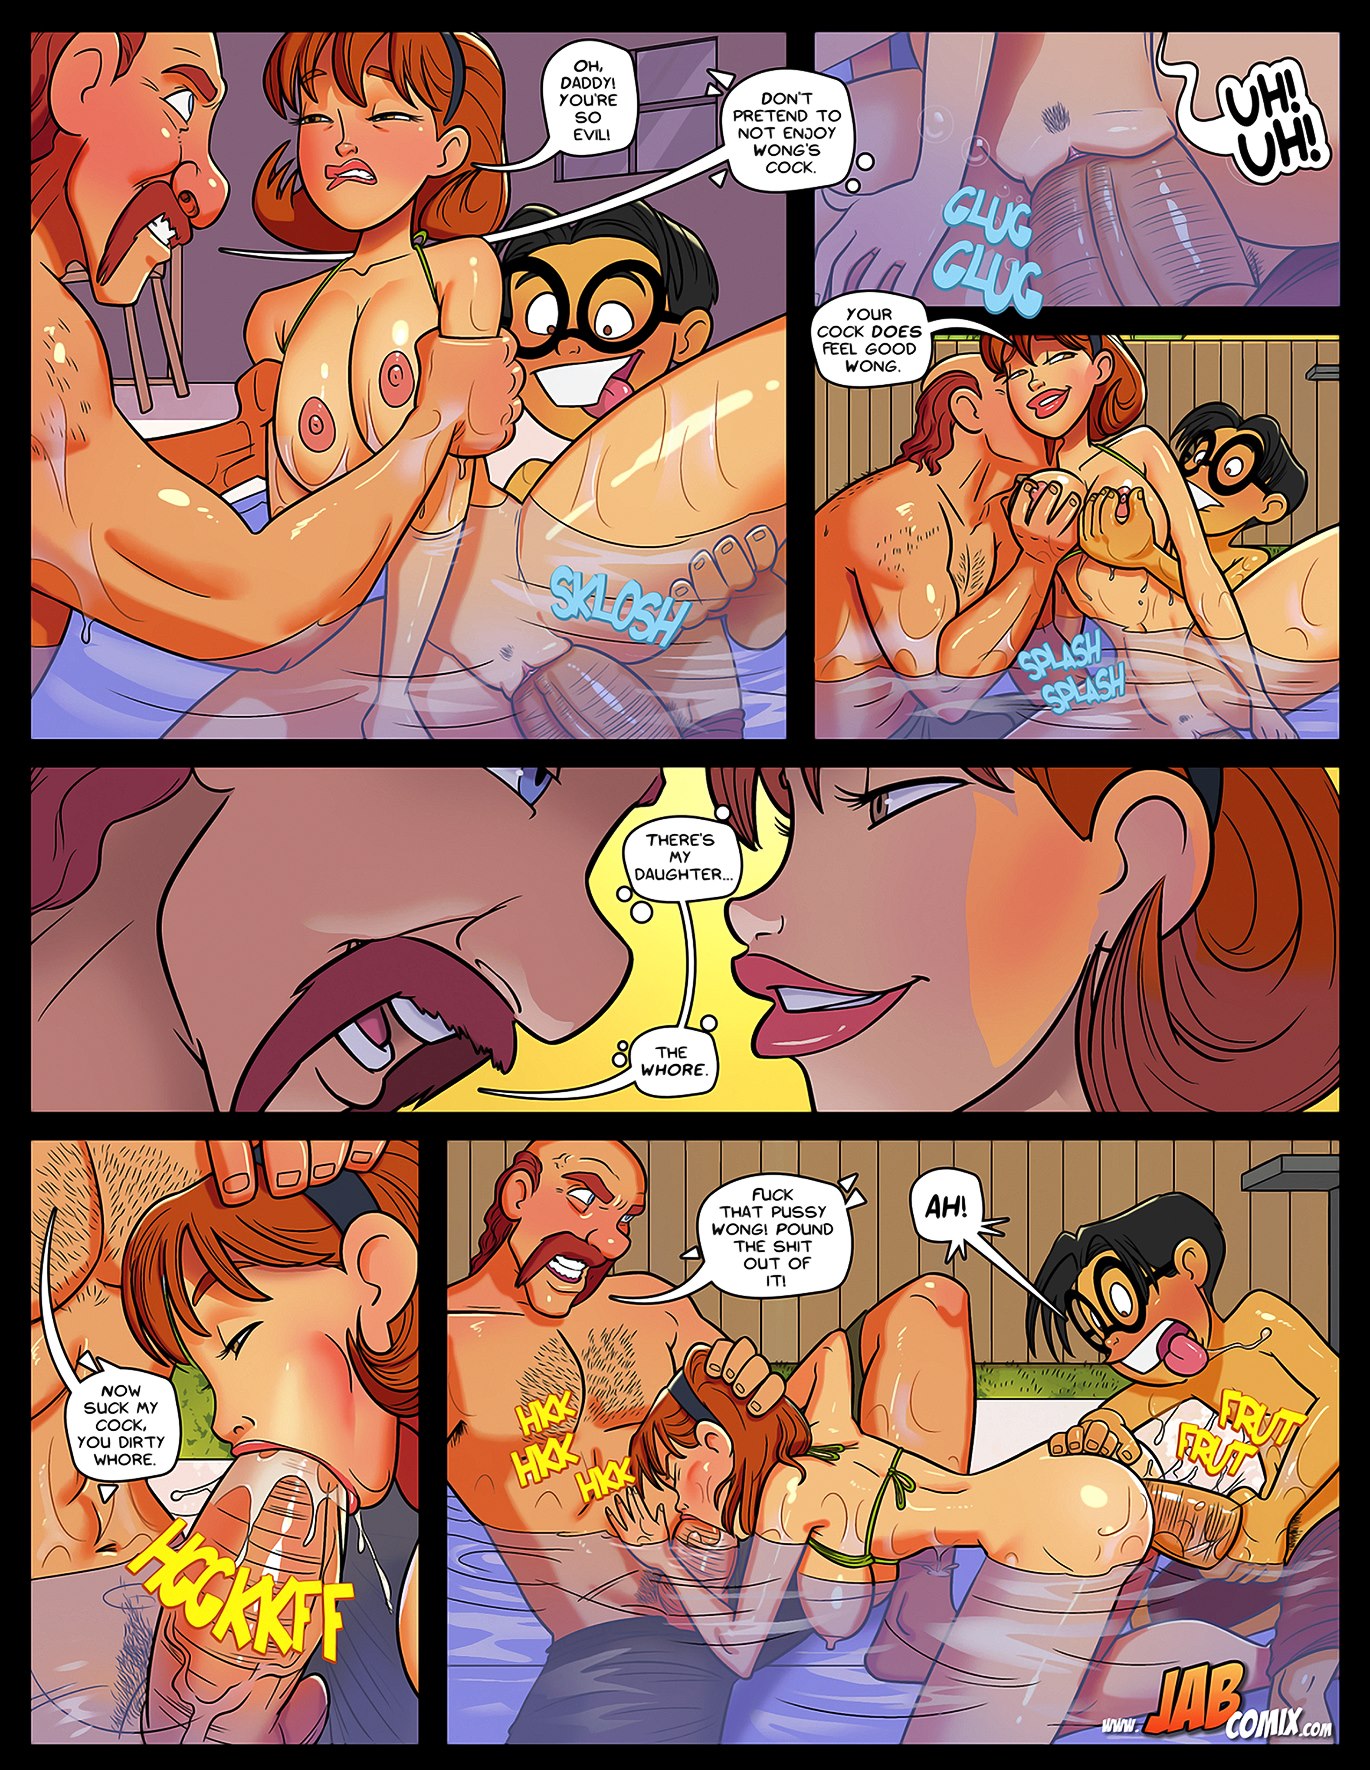 OH,
DADDY!
YOU'RE
SO
EVIL!
DON'T
PRETEND TO
NOT ENJOY
WONG'S
COCK.
SKLOSH
UH!
UH!
GLUG
GLUG
YOUR
COCK DOES
FEEL GOOD
WONG.
SPLASH
SPLASH
THERE'S
MY
DAUGHTER...
THE
WHORE.
NOW
SUCK MY
COCK,
YOU DIRTY
WHORE.
HGGKKFF
FUCK
THAT PUSSY
WONG! POUND
THE SHIT
OUT OF
IT!
AH!
HKK
HKK
HKK
FRUT
FRUT
www.JABCOMIX.com